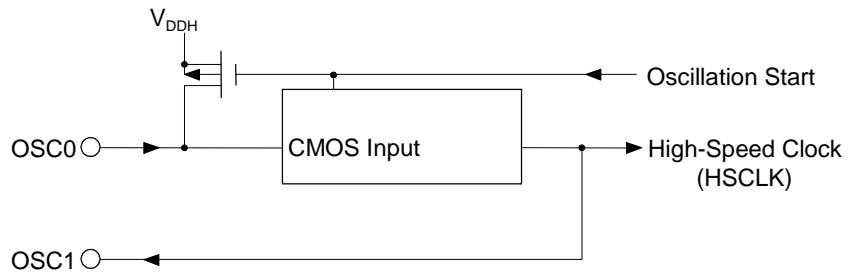 VDDH
Oscillation Start
OSC0
CMOS Input
High-Speed Clock
(HSCLK)
OSC1